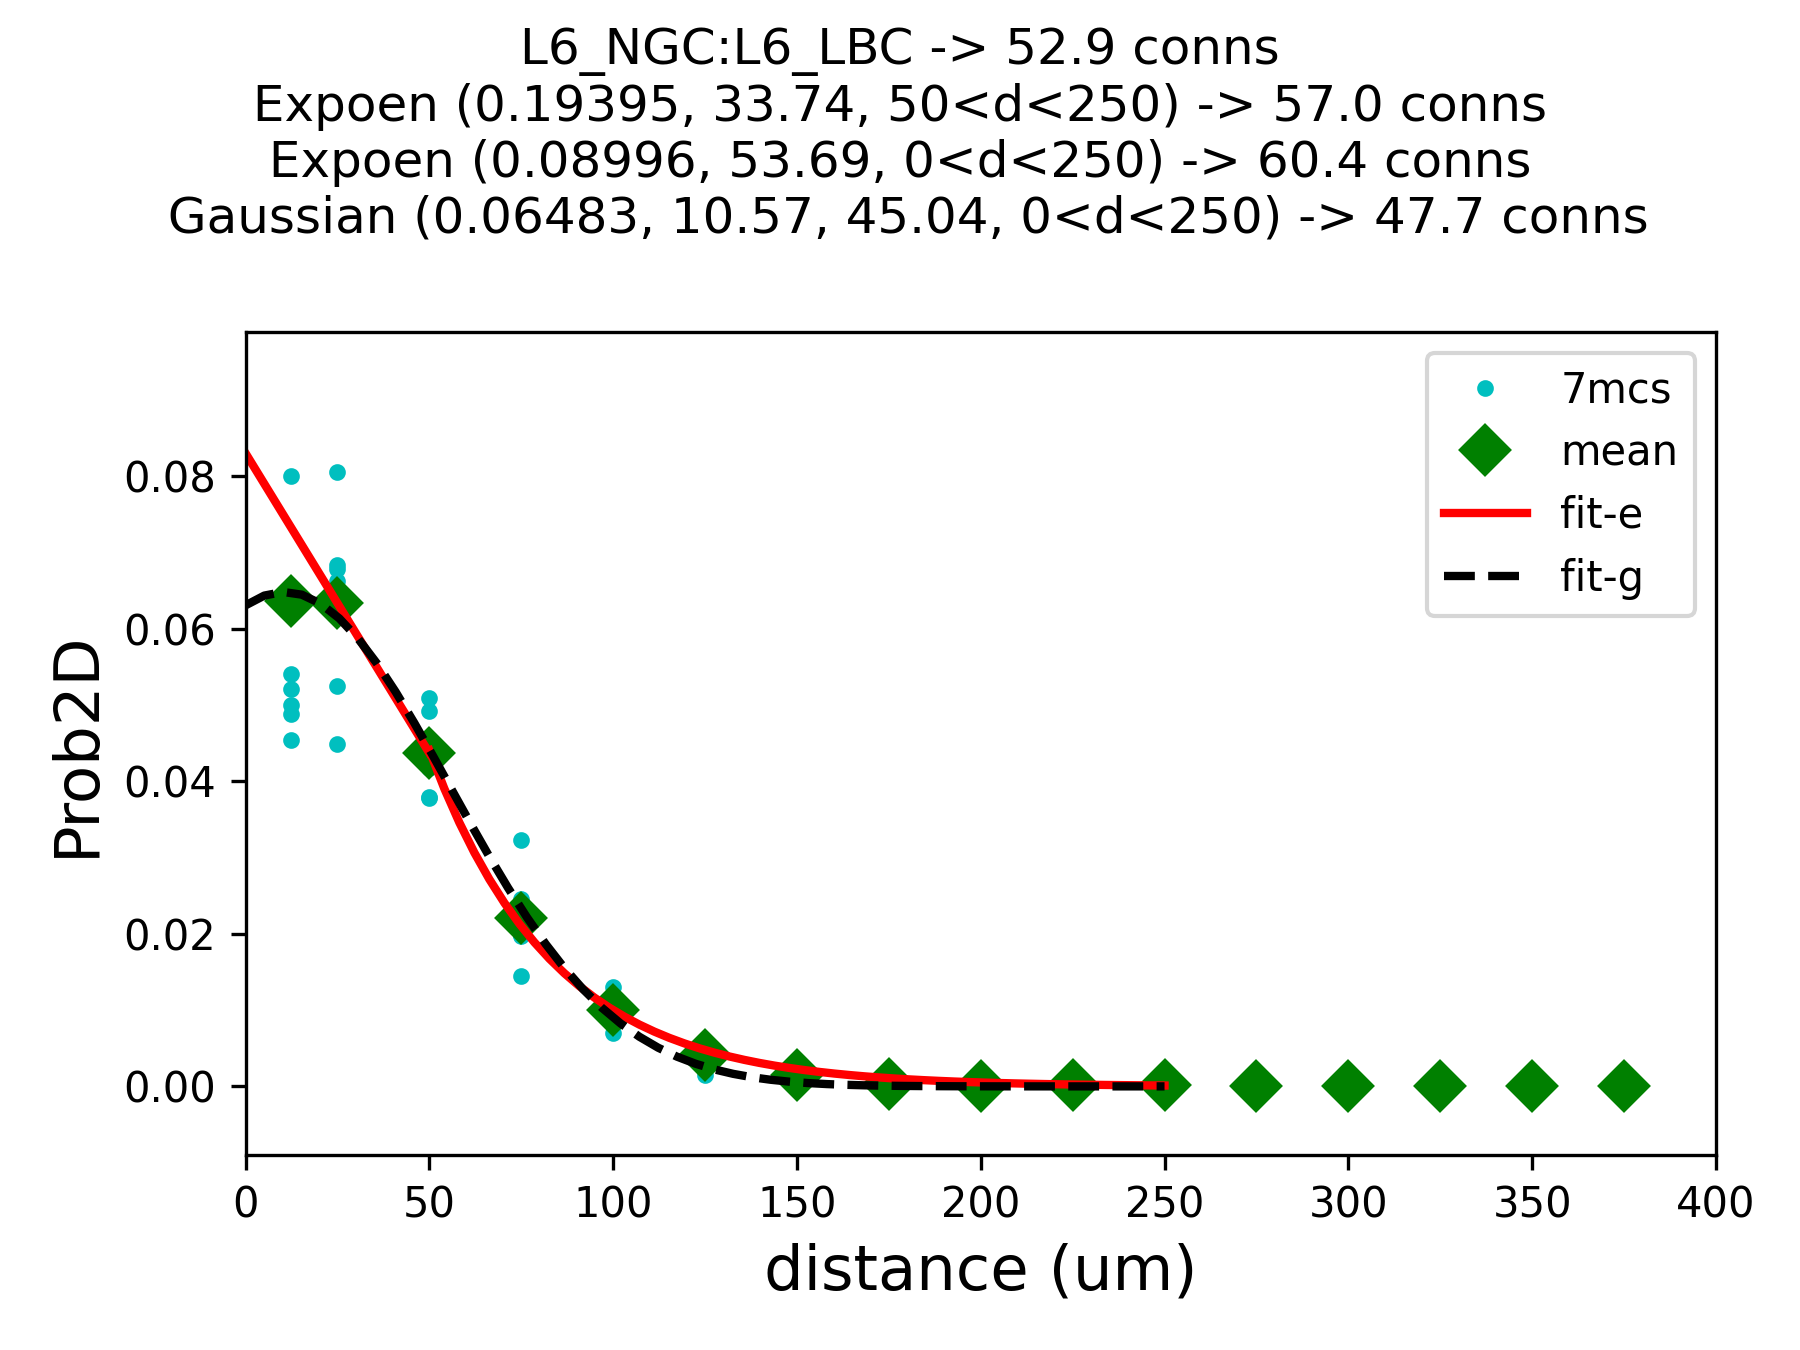 L6_NGC:L6_LBC -> 52.9 conns
Expoen (0.19395, 33.74, 50<d<250) -> 57.0 conns
Expoen (0.08996, 53.69, 0<d<250) -> 60.4 conns
Gaussian (0.06483, 10.57, 45.04, 0<d<250) -> 47.7 conns
7mcs
mean
fit-e
fit-g
Prob2D
0.08
0.06
0.04
0.02
0.00
0 50 100 150 200 250 300 350 400
distance (um)